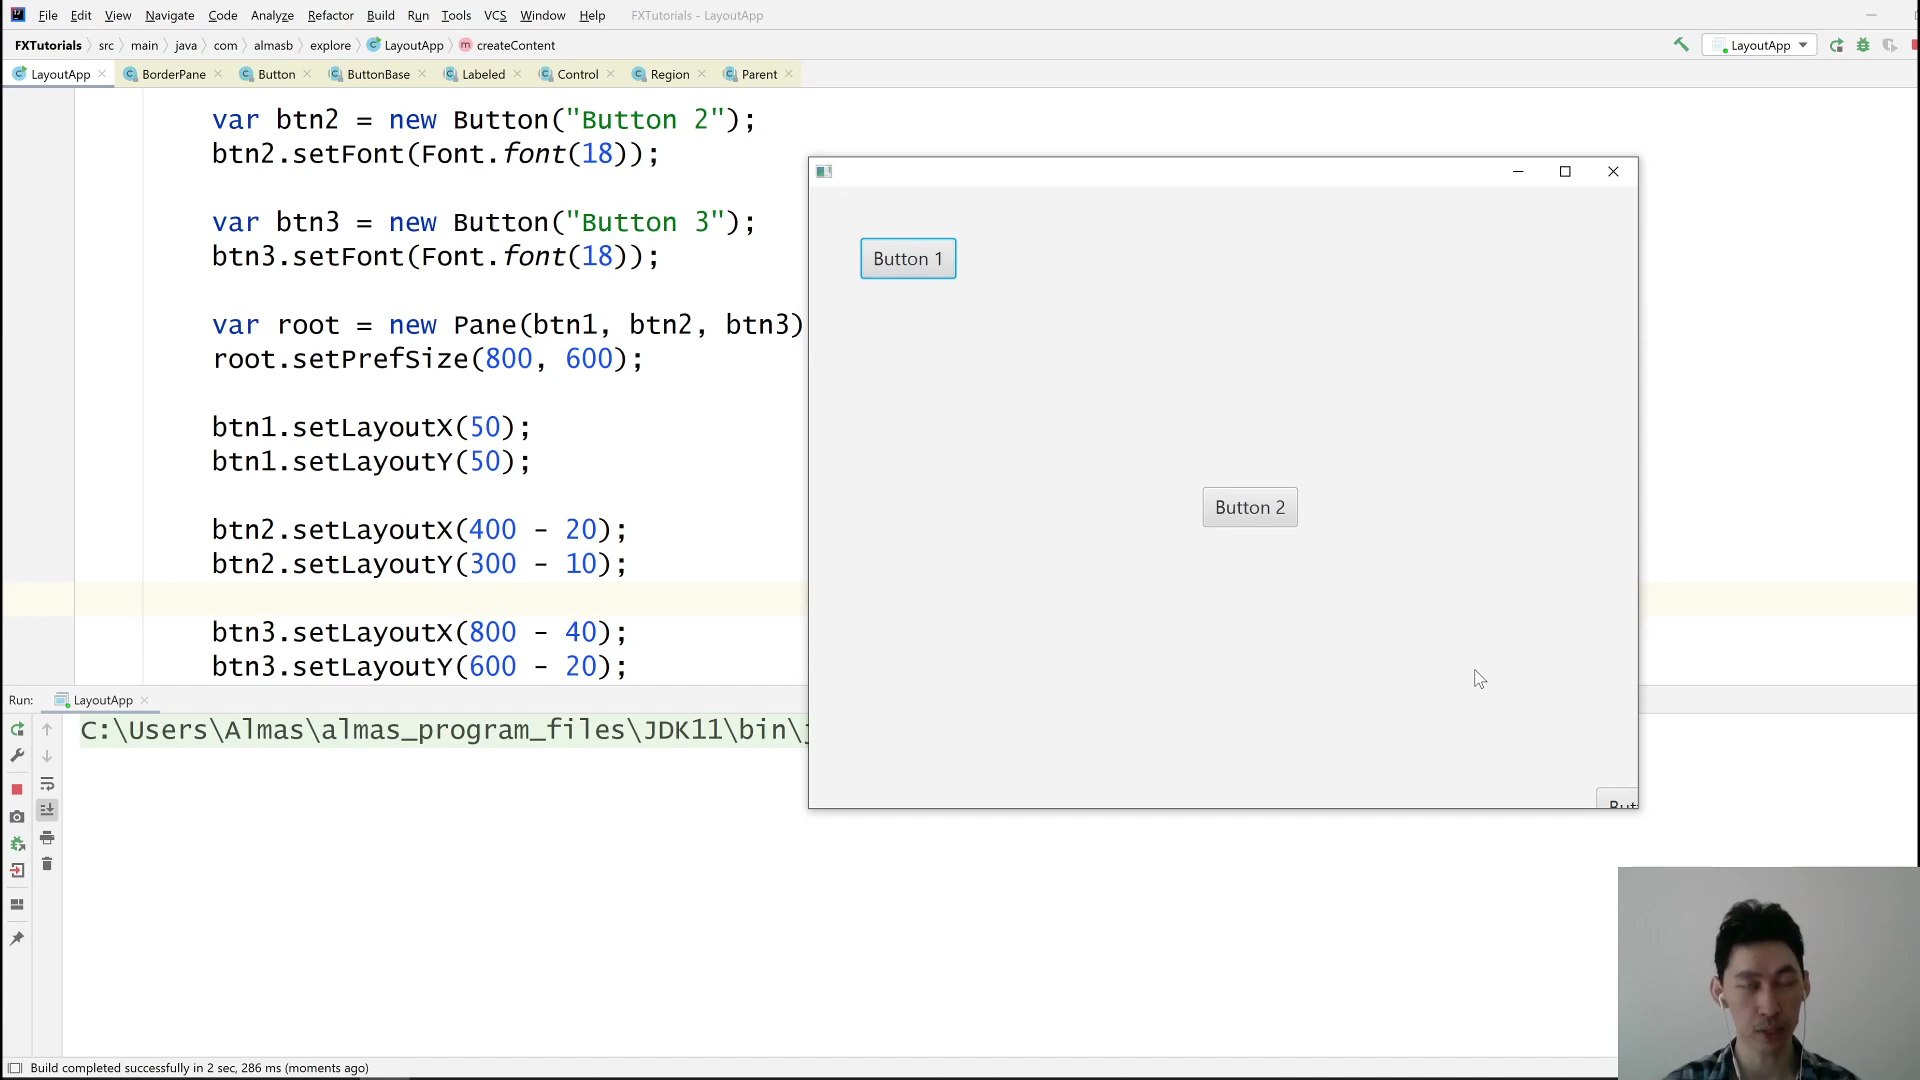 File Edit View Navigate Code Analyze Refactor Build Run Tools VCS Window Help FXTutorials - LayoutApp
FXTutorials src main java com almasb explore LayoutApp createContent
LayoutApp
LayoutApp BorderPane Button ButtonBase Labeled Control Region Parent
var btn2 = new Button("Button 2");
btn2.setFont(Font.font(18));
var btn3 = new Button("Button 3");
btn3.setFont(Font.font(18));
var root = new Pane(btn1, btn2, btn3)
root.setPrefSize(800, 600);
btn1.setLayoutX(50);
btn1.setLayoutY(50);
btn2.setLayoutX(400 - 20);
btn2.setLayoutY(300 - 10);
btn3.setLayoutX(800 - 40);
btn3.setLayoutY(600 - 20);
Button 1
Button 2
But
Run: LayoutApp
C:\Users\Almas\almas_program_files\JDK11\bin\
Build completed successfully in 2 sec, 286 ms (moments ago)